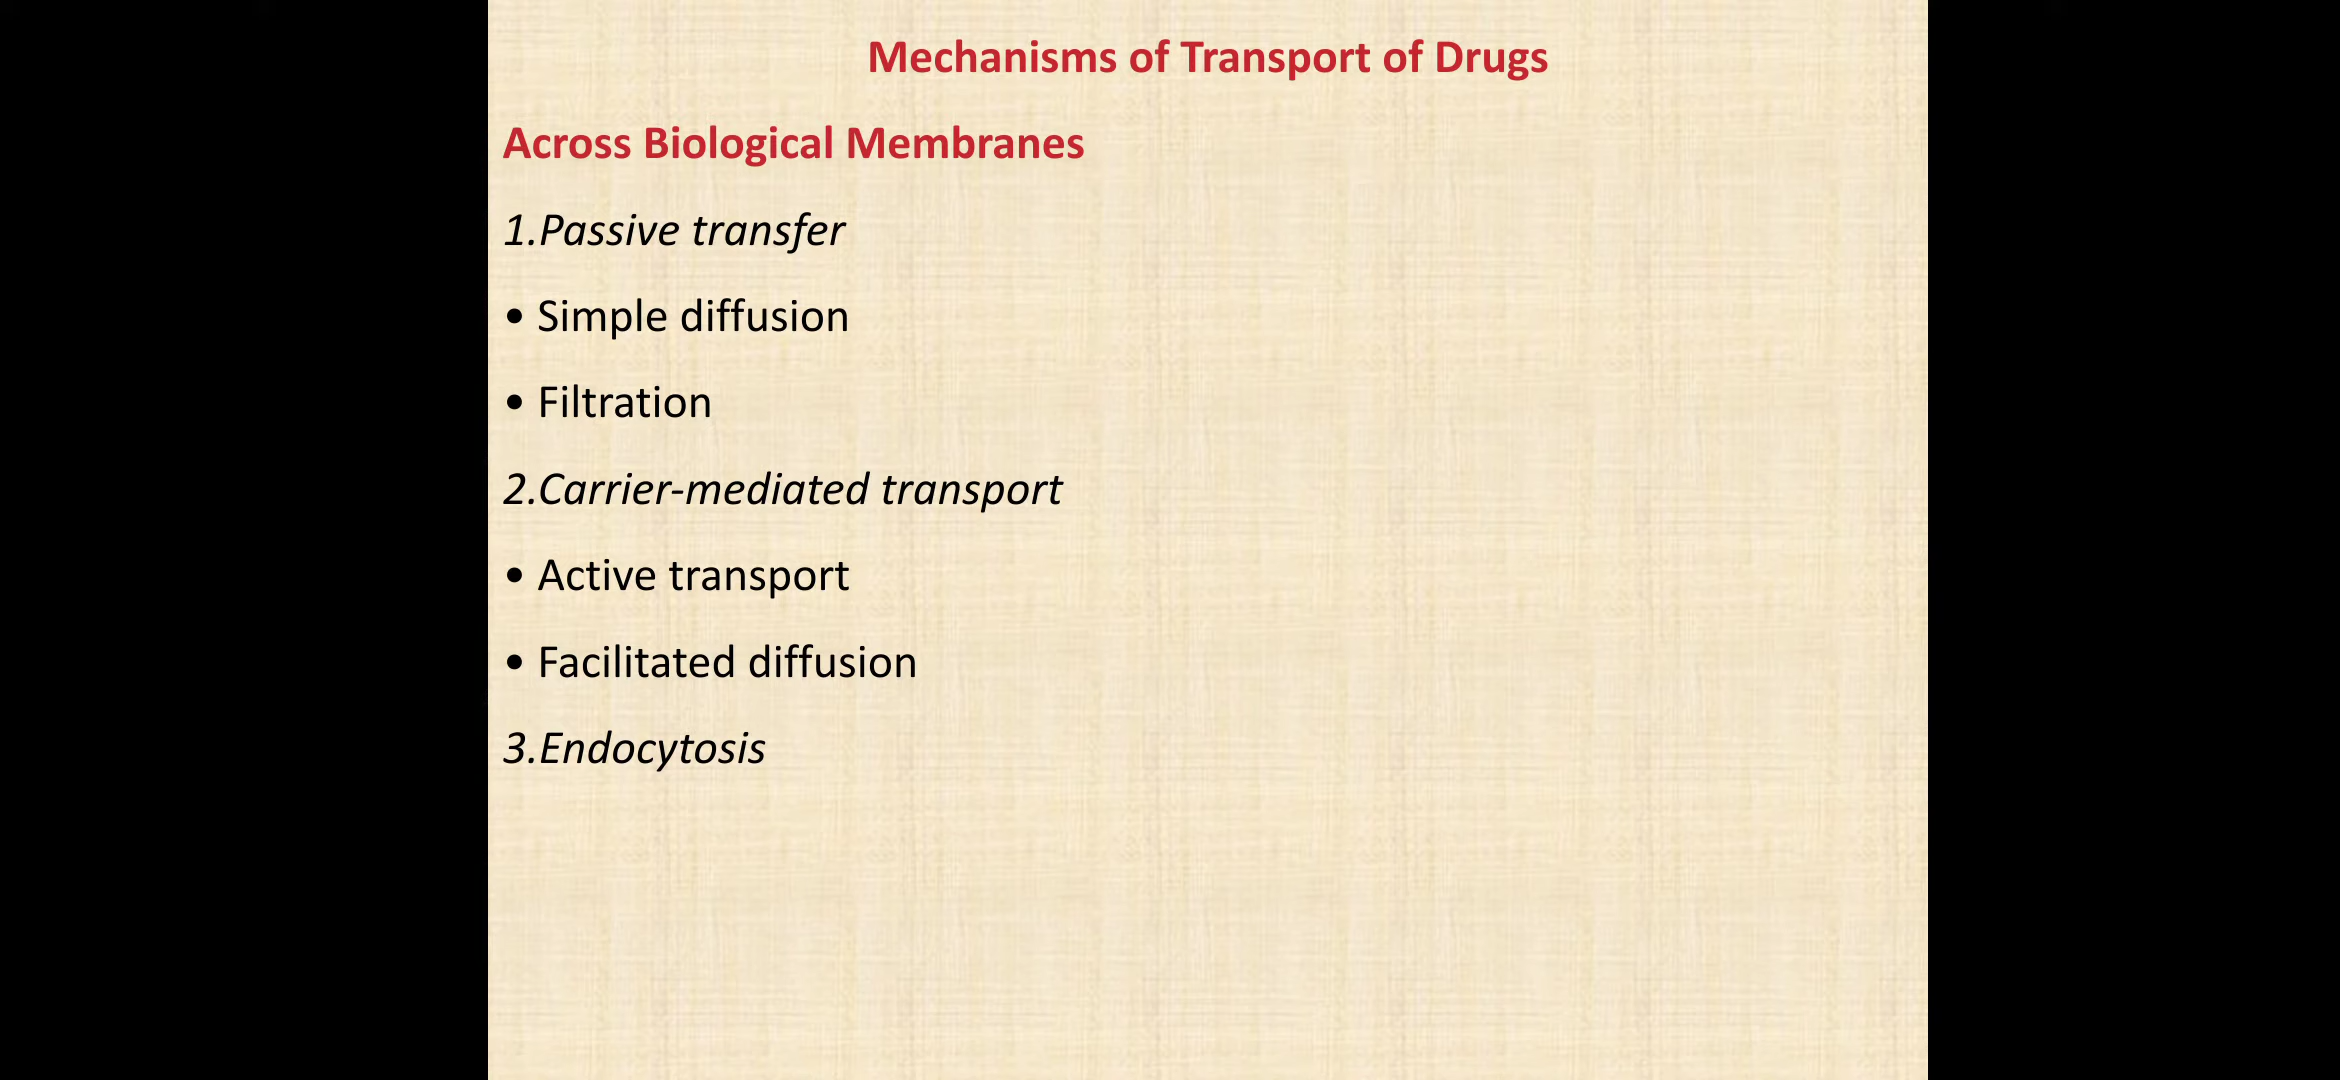 Mechanisms of Transport of Drugs
Across Biological Membranes
1.Passive transfer
• Simple diffusion
• Filtration
2.Carrier-mediated transport
• Active transport
• Facilitated diffusion
3.Endocytosis